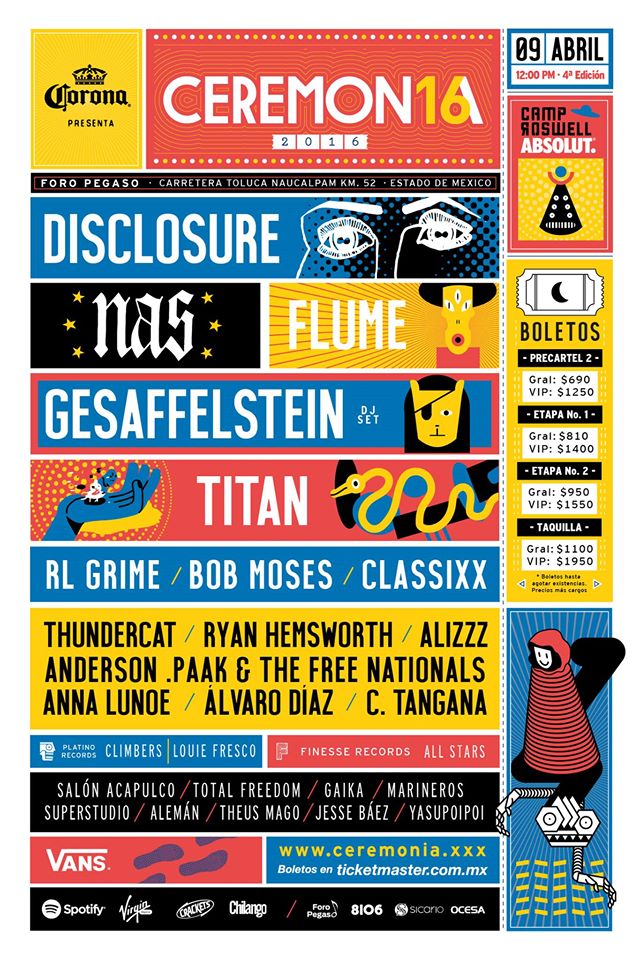 Corona
PRESENTA
CEREMON16A
2016
09 ABRIL
12:00 PM · 4ª Edición
FORO PEGASO · CARRETERA TOLUCA NAUCALPAM KM. 52 · ESTADO DE MEXICO
DISCLOSURE
nas
FLUME
GESAFFELSTEIN DJ SET
TITAN
RL GRIME / BOB MOSES / CLASSIXX
THUNDERCAT / RYAN HEMSWORTH / ALIZZZ
ANDERSON .PAAK & THE FREE NATIONALS
ANNA LUNOE / ÁLVARO DÍAZ / C. TANGANA
PLATINO RECORDS CLIMBERS | LOUIE FRESCO
FINESSE RECORDS ALL STARS
SALÓN ACAPULCO / TOTAL FREEDOM / GAIKA / MARINEROS
SUPERSTUDIO / ALEMÁN / THEUS MAGO / JESSE BÁEZ / YASUPOIPOI
VANS
www.ceremonia.xxx
Boletos en ticketmaster.com.mx
Spotify Virgin CRACKETS Chilango / Foro Pegaso 8106 sicario OCESA
CAMP
ROSWELL
ABSOLUT.
BOLETOS
- PRECARTEL 2 -
Gral: $690
VIP: $1250
- ETAPA No. 1 -
Gral: $810
VIP: $1400
- ETAPA No. 2 -
Gral: $950
VIP: $1550
- TAQUILLA -
Gral: $1100
VIP: $1950
* Boletos hasta
agotar existencias.
Precios más cargos